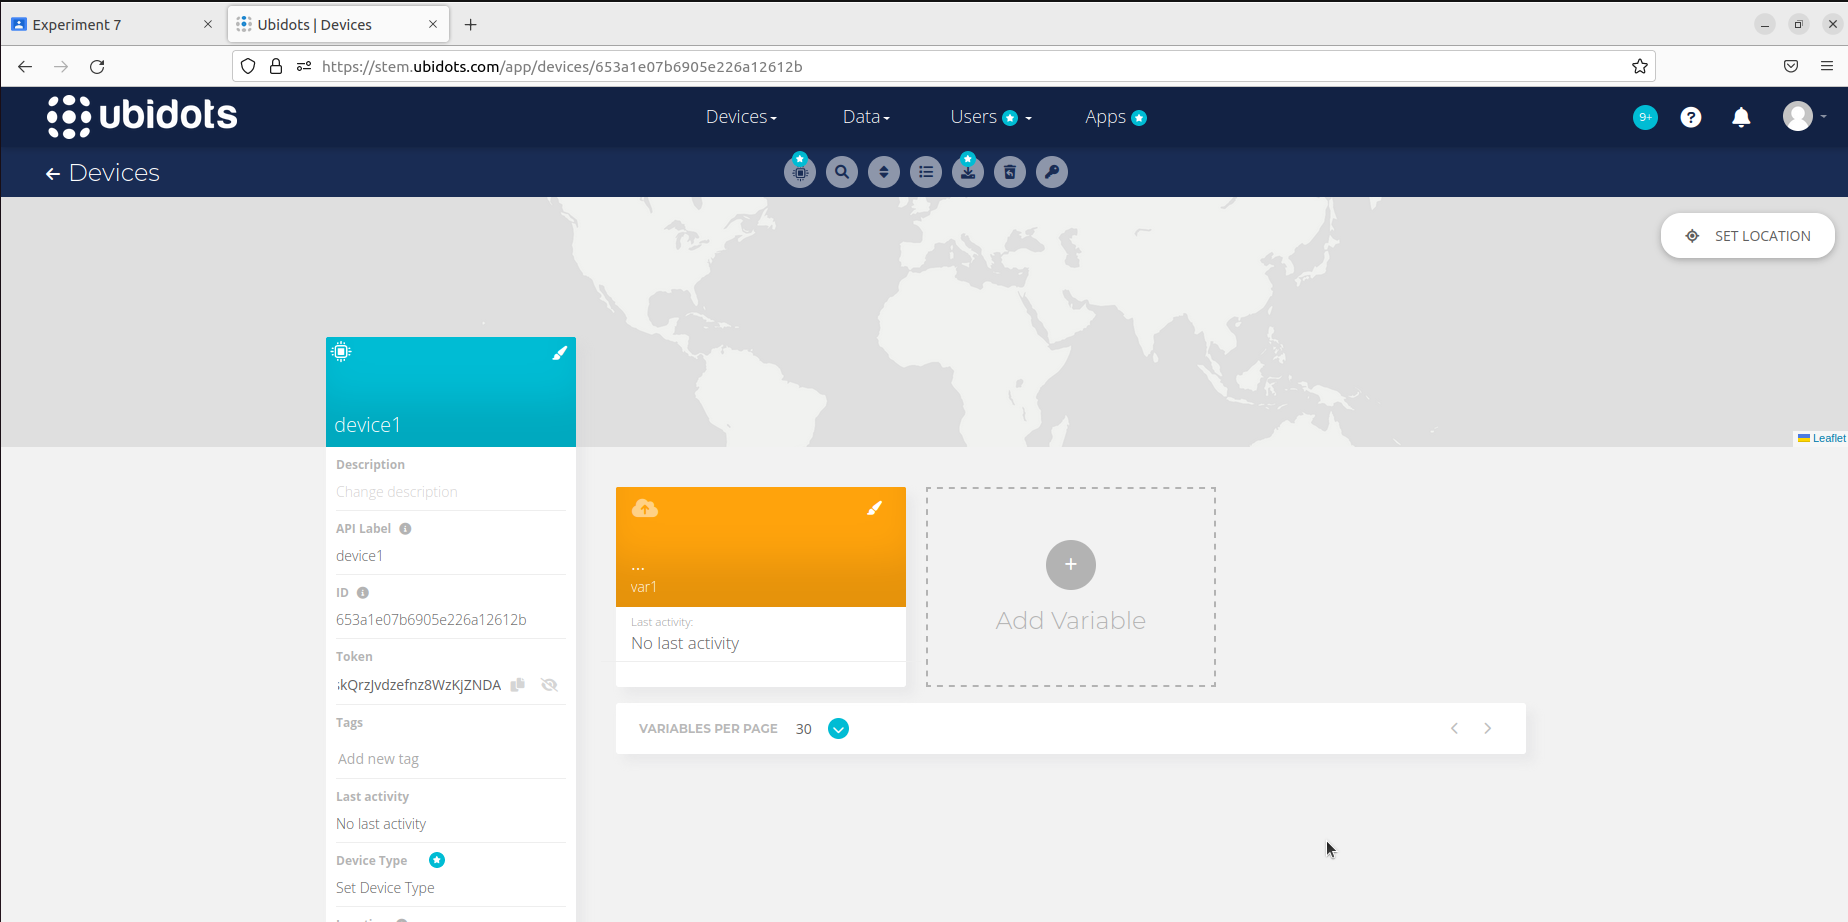 Experiment 7
Ubidots | Devices
https://stem.ubidots.com/app/devices/653a1e07b6905e226a12612b
ubidots
Devices
Data
Users
Apps
9+
Devices
SET LOCATION
Leaflet
device1
Description
Change description
API Label
device1
ID
653a1e07b6905e226a12612b
Token
kQrzJvdzefnz8WzKjZNDA
Tags
Add new tag
Last activity
No last activity
Device Type
Set Device Type
...
var1
Last activity:
No last activity
Add Variable
VARIABLES PER PAGE 30